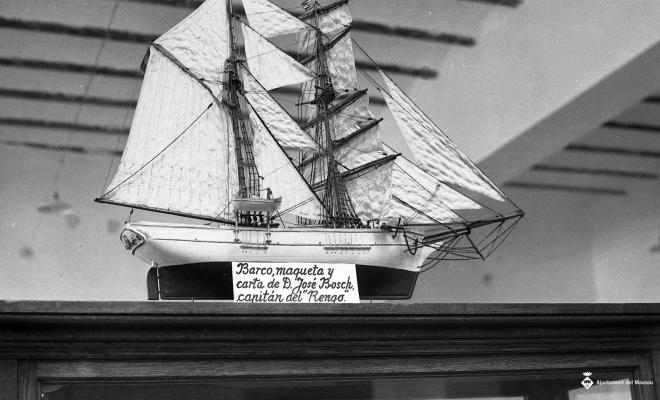 Barco, maqueta y
carta de D. José Bosch,
capitán del "Rengo".
Ajuntament del Masnou